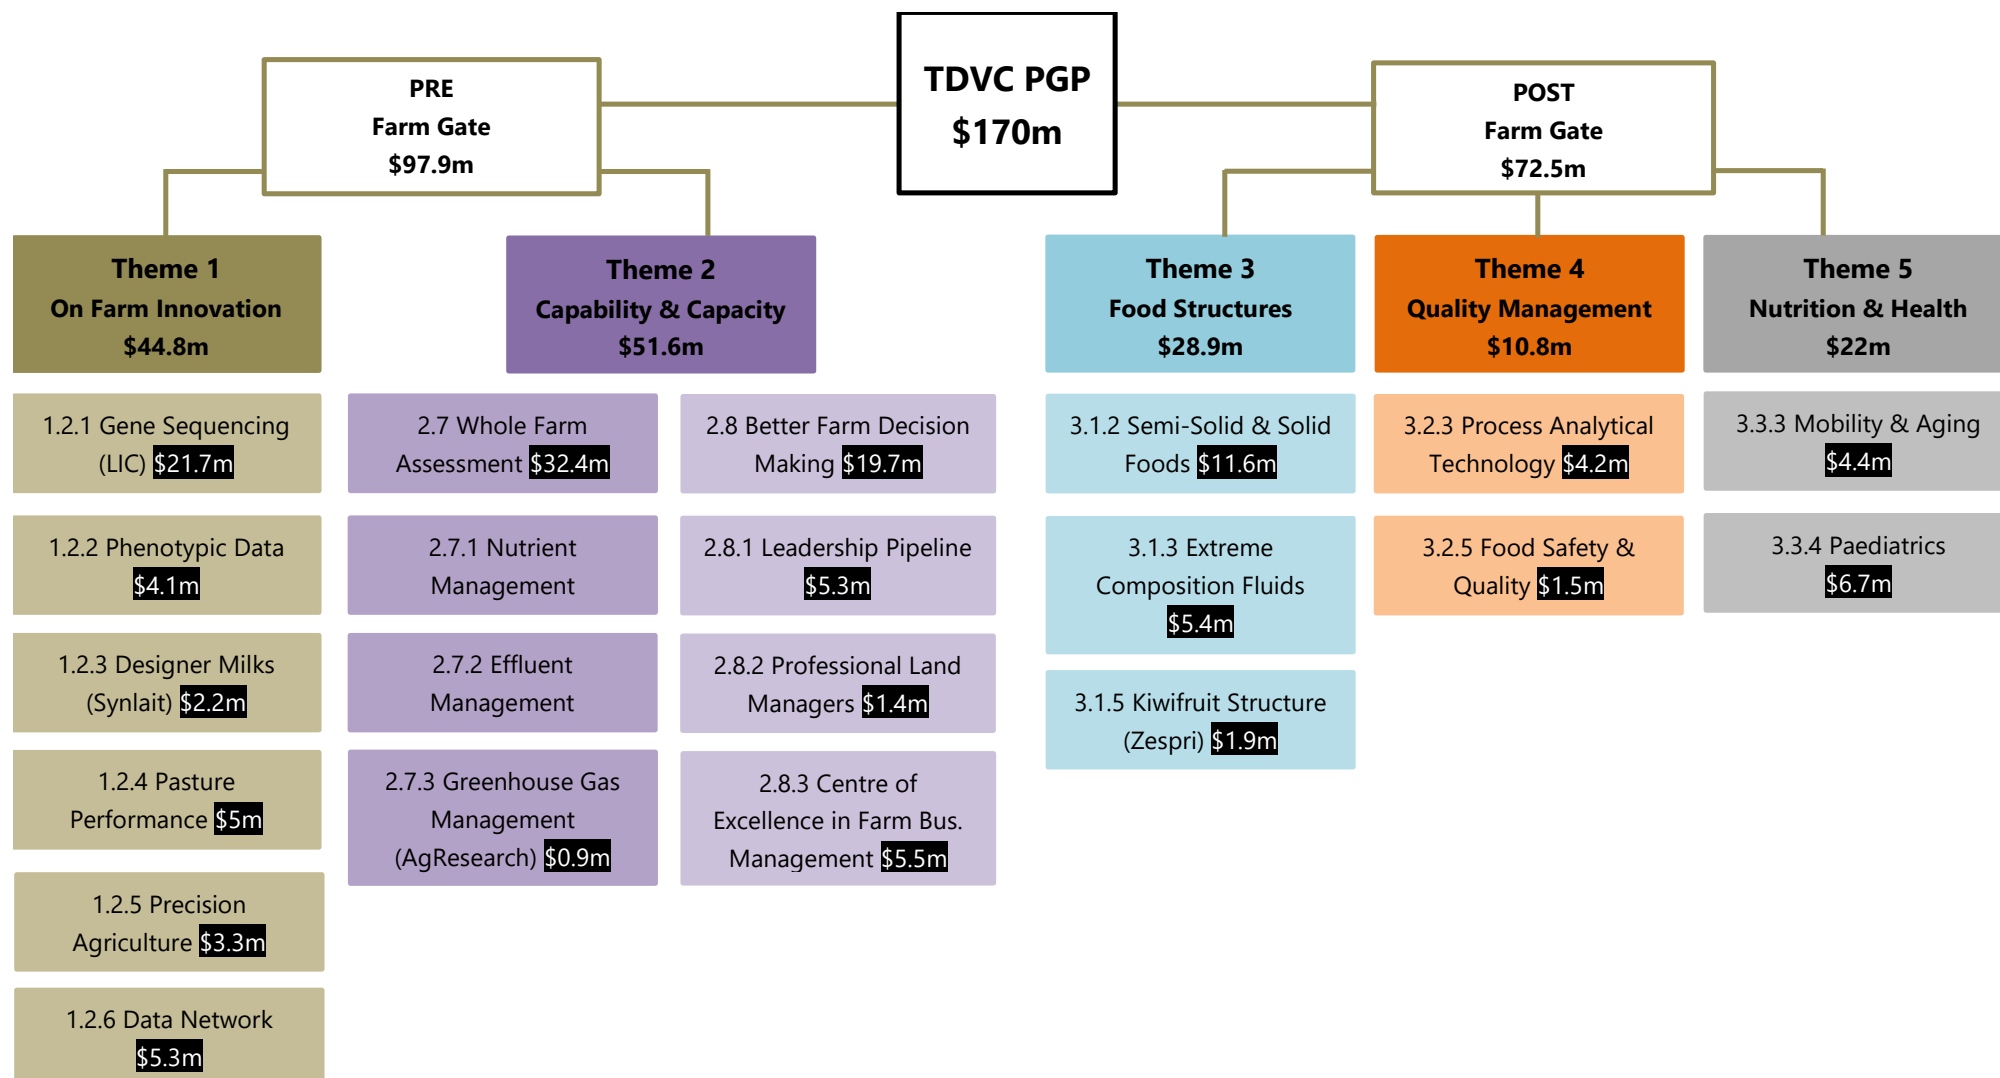 TDVC PGP
$170m
PRE
Farm Gate
$97.9m
POST
Farm Gate
$72.5m
Theme 1
On Farm Innovation
$44.8m
1.2.1 Gene Sequencing
(LIC) $21.7m
1.2.2 Phenotypic Data
$4.1m
1.2.3 Designer Milks
(Synlait) $2.2m
1.2.4 Pasture
Performance $5m
1.2.5 Precision
Agriculture $3.3m
1.2.6 Data Network
$5.3m
Theme 2
Capability & Capacity
$51.6m
2.7 Whole Farm
Assessment $32.4m
2.7.1 Nutrient
Management
2.7.2 Effluent
Management
2.7.3 Greenhouse Gas
Management
(AgResearch) $0.9m
2.8 Better Farm Decision
Making $19.7m
2.8.1 Leadership Pipeline
$5.3m
2.8.2 Professional Land
Managers $1.4m
2.8.3 Centre of
Excellence in Farm Bus.
Management $5.5m
Theme 3
Food Structures
$28.9m
3.1.2 Semi-Solid & Solid
Foods $11.6m
3.1.3 Extreme
Composition Fluids
$5.4m
3.1.5 Kiwifruit Structure
(Zespri) $1.9m
Theme 4
Quality Management
$10.8m
3.2.3 Process Analytical
Technology $4.2m
3.2.5 Food Safety &
Quality $1.5m
Theme 5
Nutrition & Health
$22m
3.3.3 Mobility & Aging
$4.4m
3.3.4 Paediatrics
$6.7m